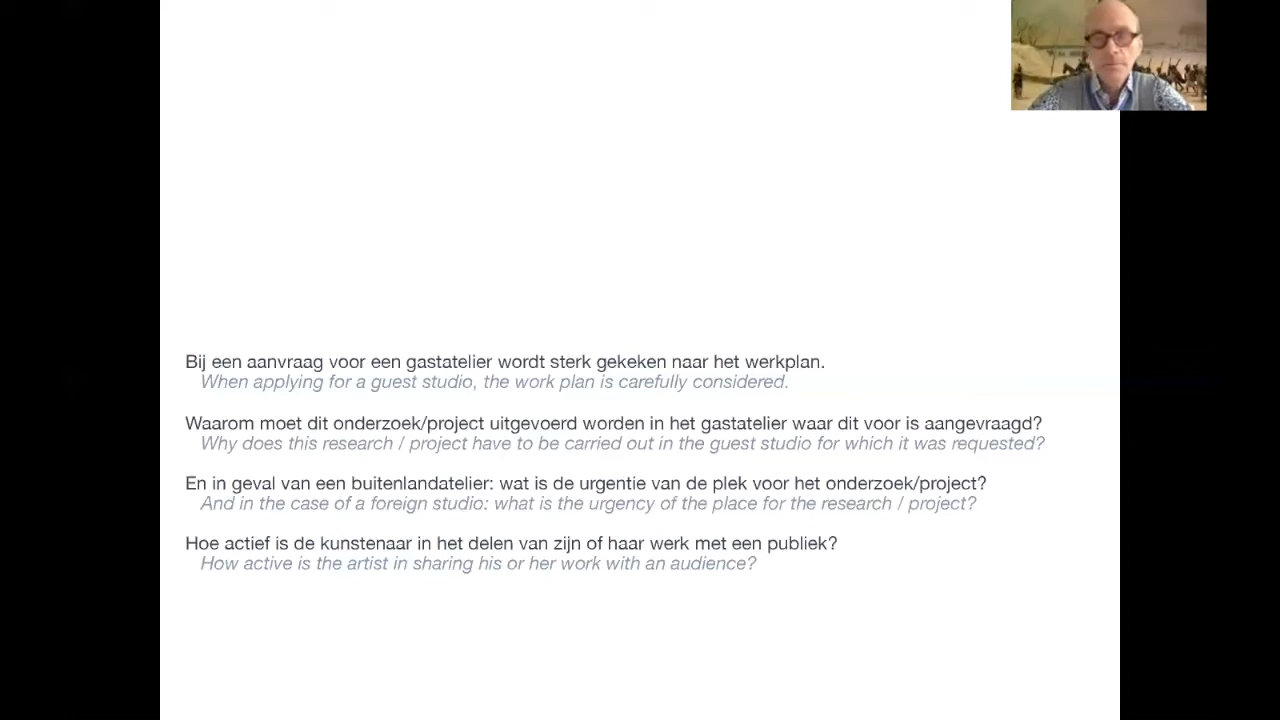 Bij een aanvraag voor een gastatelier wordt sterk gekeken naar het werkplan.
When applying for a guest studio, the work plan is carefully considered.
Waarom moet dit onderzoek/project uitgevoerd worden in het gastatelier waar dit voor is aangevraagd?
Why does this research / project have to be carried out in the guest studio for which it was requested?
En in geval van een buitenlandatelier: wat is de urgentie van de plek voor het onderzoek/project?
And in the case of a foreign studio: what is the urgency of the place for the research / project?
Hoe actief is de kunstenaar in het delen van zijn of haar werk met een publiek?
How active is the artist in sharing his or her work with an audience?